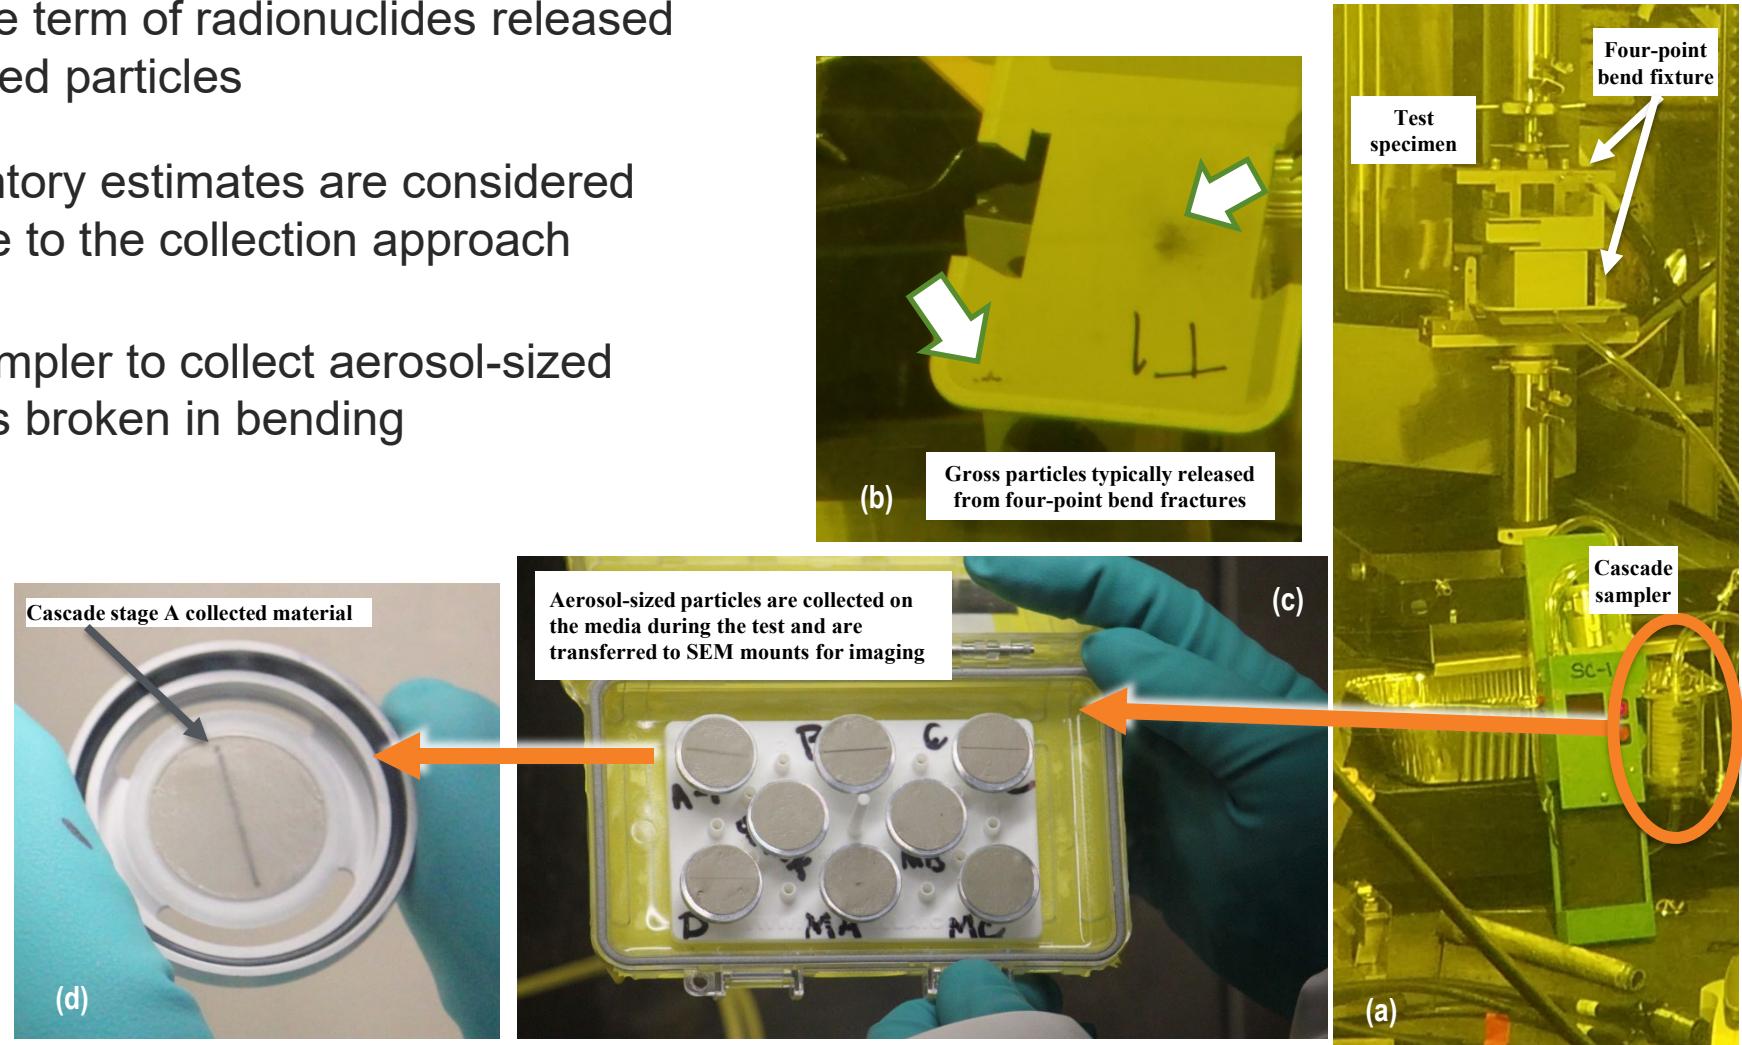 e term of radionuclides released
ed particles
ntory estimates are considered
e to the collection approach
mpler to collect aerosol-sized
s broken in bending
Gross particles typically released
from four-point bend fractures
(b)
Four-point
bend fixture
Test
specimen
Cascade
sampler
SC-1
(a)
Aerosol-sized particles are collected on
the media during the test and are
transferred to SEM mounts for imaging
(c)
B
C
D
MA
MB
MC
Cascade stage A collected material
(d)